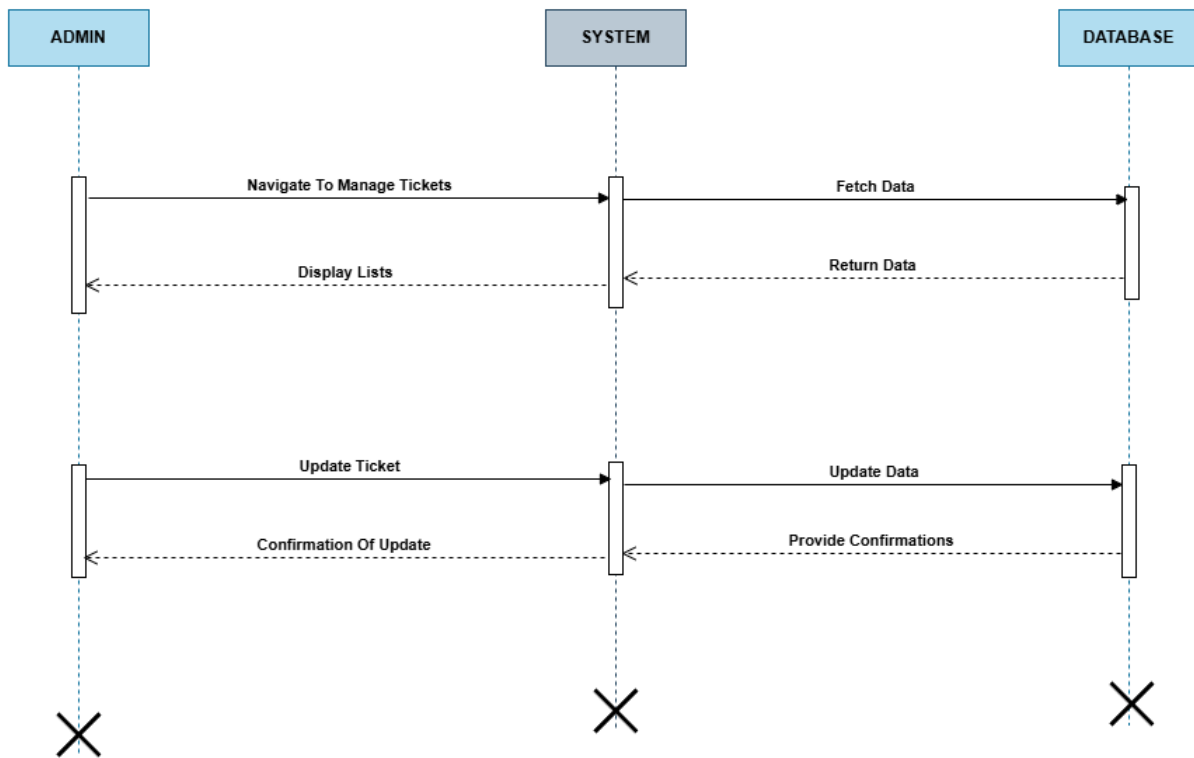 ADMIN
SYSTEM
DATABASE
Navigate To Manage Tickets
Fetch Data
Display Lists
Return Data
Update Ticket
Update Data
Confirmation Of Update
Provide Confirmations